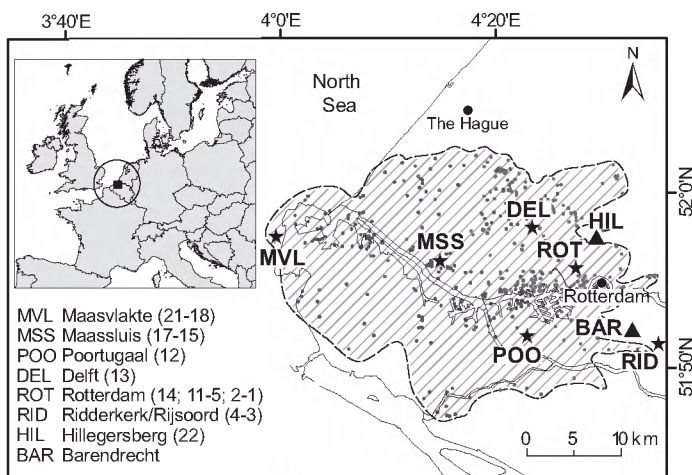 3°40'E
4°0'E
4°20'E
North
Sea
N
The Hague
52°0'N
DEL
HIL
ROT
MSS
MVL
Rotterdam
BAR
POO
RID
51°50'N
MVL Maasvlakte (21-18)
MSS Maassluis (17-15)
POO Poortugaal (12)
DEL Delft (13)
ROT Rotterdam (14; 11-5; 2-1)
RID Ridderkerk/Rijsoord (4-3)
HIL Hillegersberg (22)
BAR Barendrecht
0 5 10 km